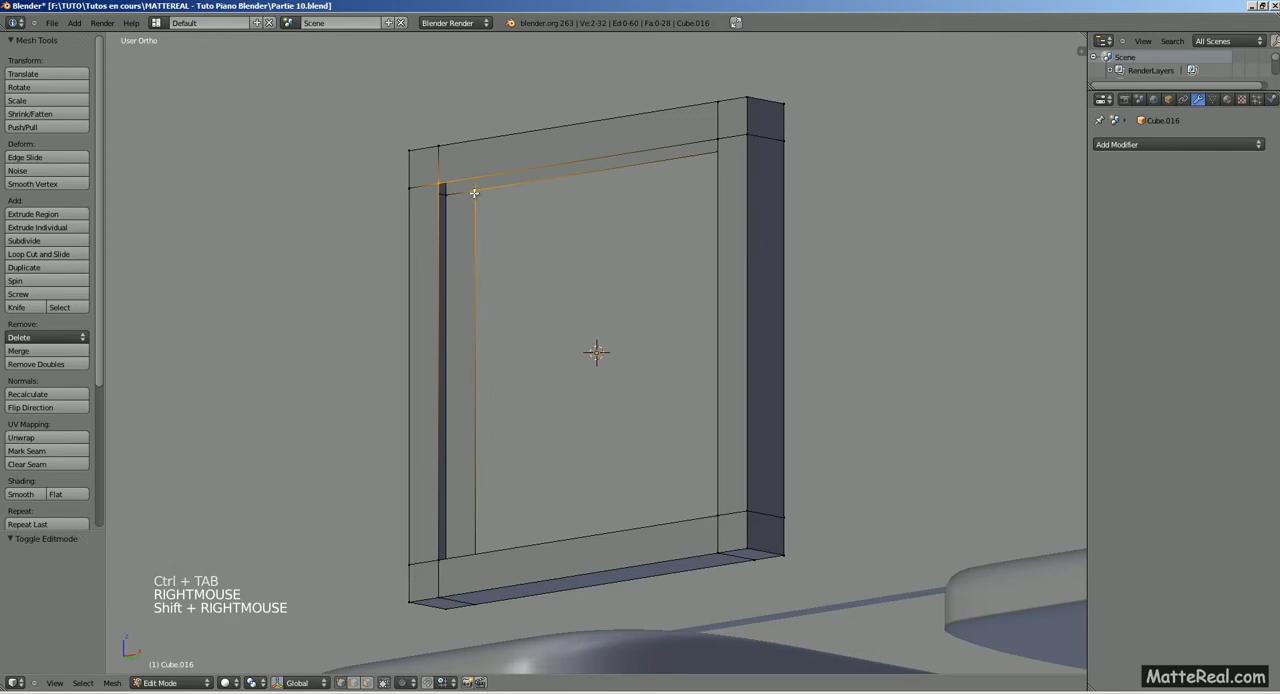 Blender* [F:\TUTO\Tutos en cours\MATTEREAL - Tuto Piano Blender\Partie 10.blend]
File Add Render Help Default Scene Blender Render blender.org 263 | Ve:2-32 | Ed:0-60 | Fa:0-28 | Cube.016
View Search All Scenes
Mesh Tools
User Ortho
Scene
RenderLayers
Transform:
Translate
Rotate
Scale
Shrink/Fatten
Push/Pull
Cube.016
Add Modifier
Deform:
Edge Slide
Noise
Smooth Vertex
Add:
Extrude Region
Extrude Individual
Subdivide
Loop Cut and Slide
Duplicate
Spin
Screw
Knife Select
Remove:
Delete
Merge
Remove Doubles
Normals:
Recalculate
Flip Direction
UV Mapping:
Unwrap
Mark Seam
Clear Seam
Shading:
Smooth Flat
Repeat:
Repeat Last
Toggle Editmode
Ctrl + TAB
RIGHTMOUSE
Shift + RIGHTMOUSE
(1) Cube.016
View Select Mesh Edit Mode Global
MatteReal.com